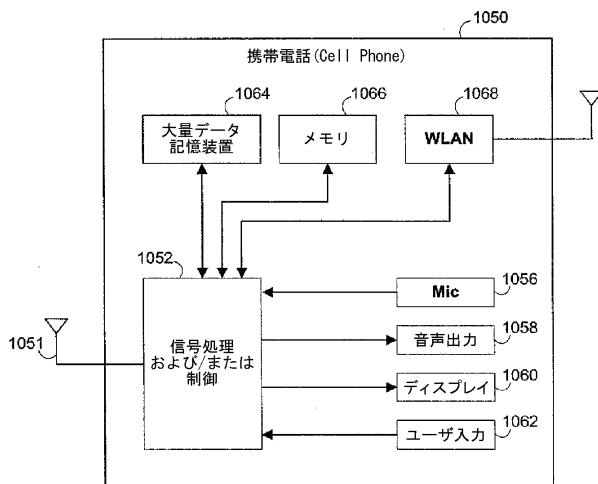 1050
携帯電話(Cell Phone)
1064
1066
1068
大量データ
記憶装置
メモリ
WLAN
1052
1056
Mic
1051
信号処理
および/または
制御
1058
音声出力
1060
ディスプレイ
1062
ユーザ入力